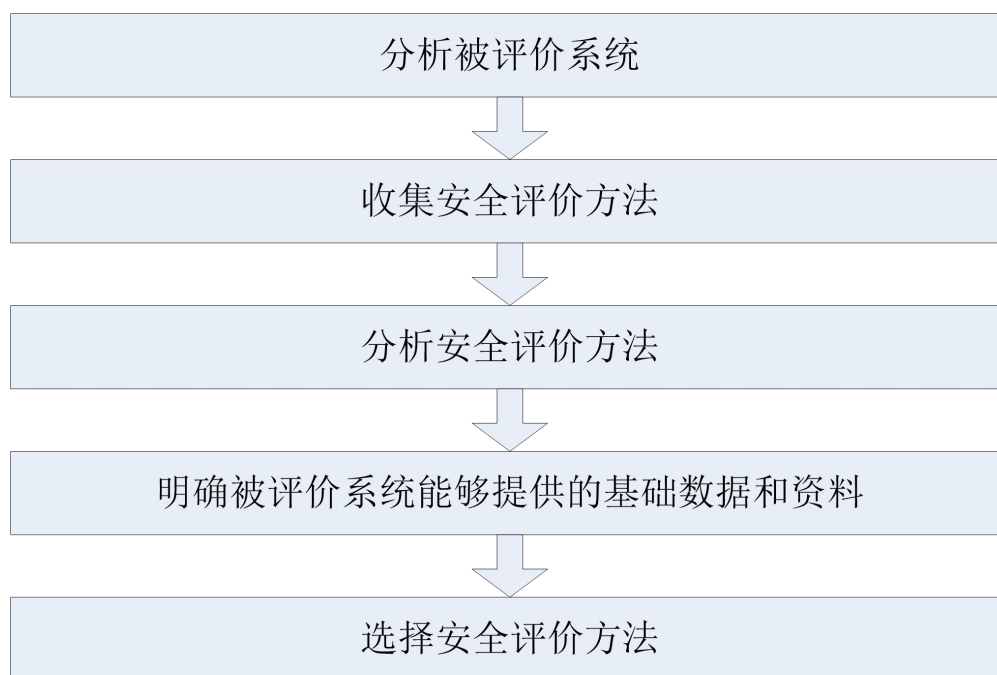 分析被评价系统
收集安全评价方法
分析安全评价方法
明确被评价系统能够提供的基础数据和资料
选择安全评价方法